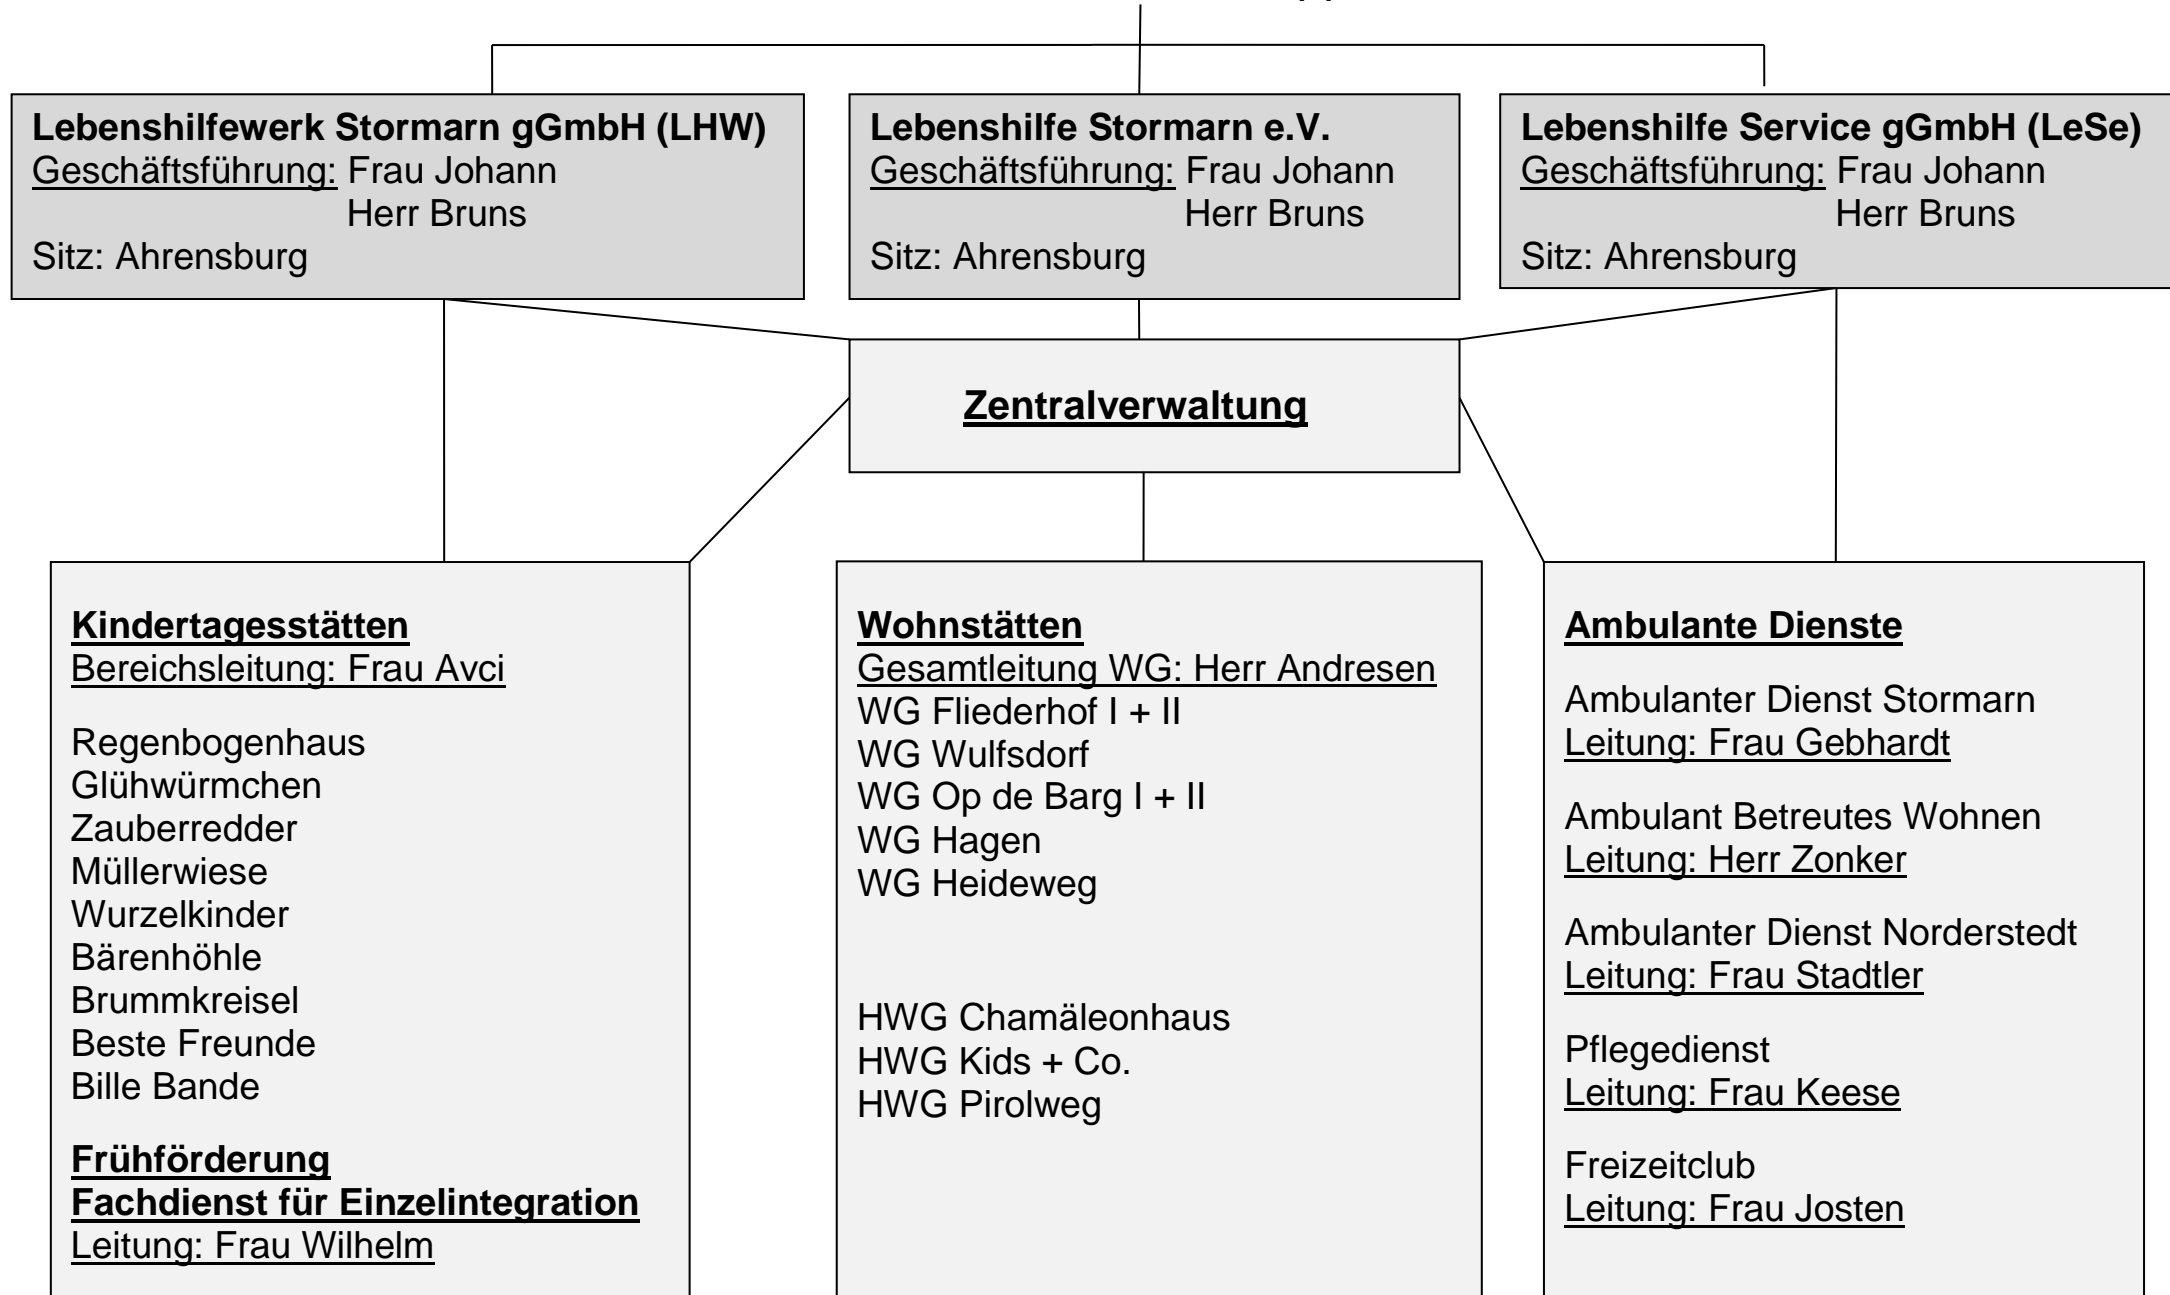 Lebenshilfewerk Stormarn gGmbH (LHW)
Geschäftsführung: Frau Johann
Herr Bruns
Sitz: Ahrensburg
Lebenshilfe Stormarn e.V.
Geschäftsführung: Frau Johann
Herr Bruns
Sitz: Ahrensburg
Lebenshilfe Service gGmbH (LeSe)
Geschäftsführung: Frau Johann
Herr Bruns
Sitz: Ahrensburg
Zentralverwaltung
Kindertagesstätten
Bereichsleitung: Frau Avci
Regenbogenhaus
Glühwürmchen
Zauberredder
Müllerwiese
Wurzelkinder
Bärenhöhle
Brummkreisel
Beste Freunde
Bille Bande
Frühförderung
Fachdienst für Einzelintegration
Leitung: Frau Wilhelm
Wohnstätten
Gesamtleitung WG: Herr Andresen
WG Fliederhof I + II
WG Wulfsdorf
WG Op de Barg I + II
WG Hagen
WG Heideweg
HWG Chamäleonhaus
HWG Kids + Co.
HWG Pirolweg
Ambulante Dienste
Ambulanter Dienst Stormarn
Leitung: Frau Gebhardt
Ambulant Betreutes Wohnen
Leitung: Herr Zonker
Ambulanter Dienst Norderstedt
Leitung: Frau Stadtler
Pflegedienst
Leitung: Frau Keese
Freizeitclub
Leitung: Frau Josten